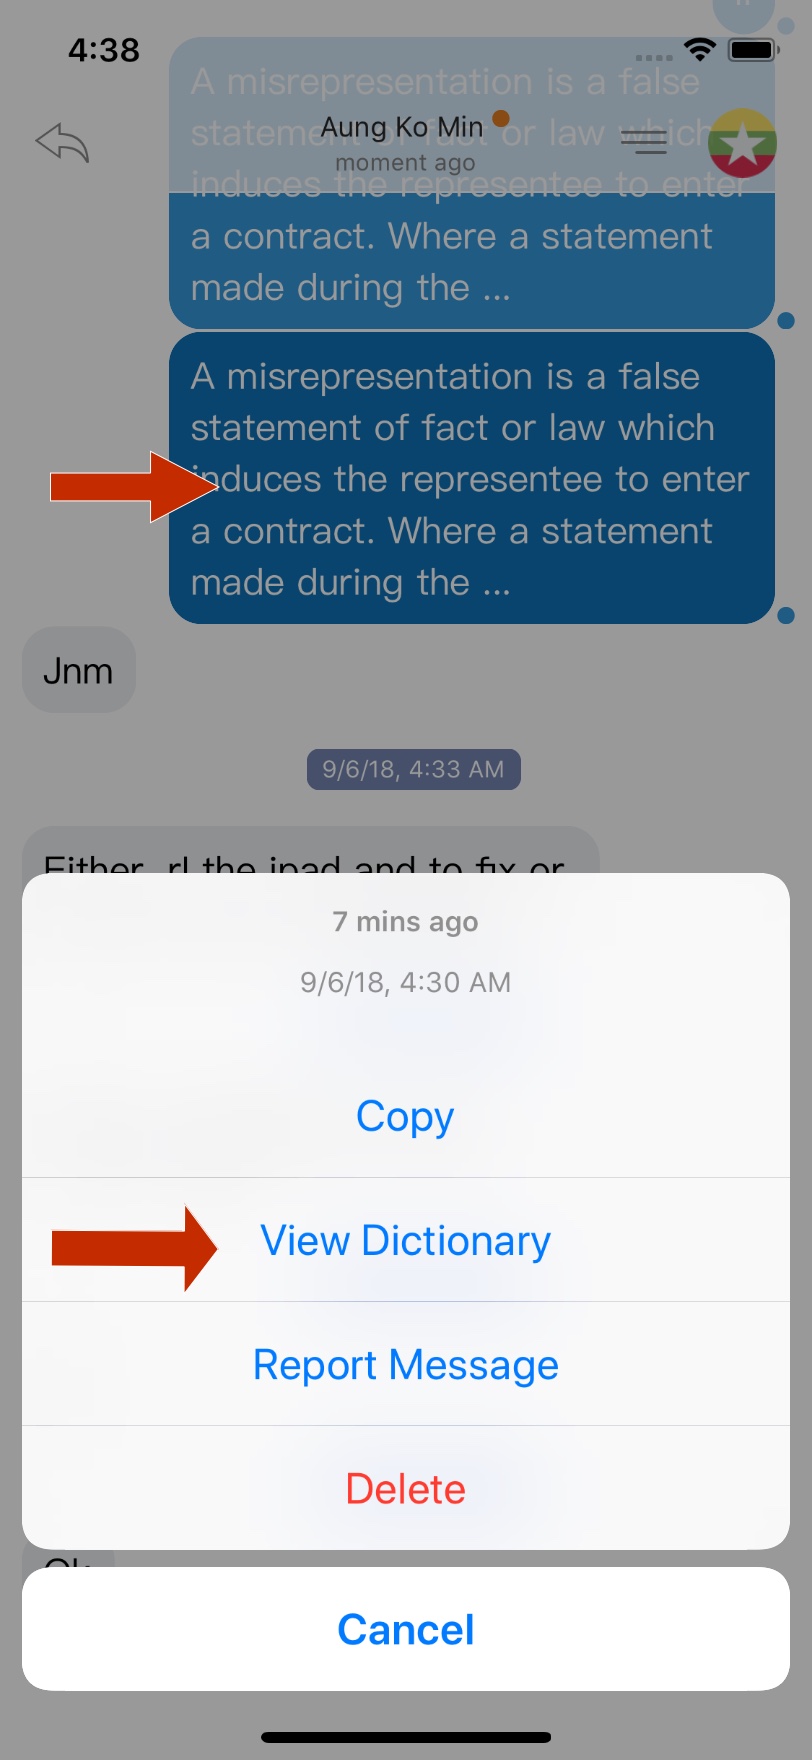 4:38
A misrepresentation is a false
Aung Ko Min
statement of fact or law which
moment ago
induces the representee to enter
a contract. Where a statement
made during the ...
A misrepresentation is a false
statement of fact or law which
induces the representee to enter
a contract. Where a statement
made during the ...
Jnm
9/6/18, 4:33 AM
Either rl the ipad and to fix or
7 mins ago
9/6/18, 4:30 AM
Copy
View Dictionary
Report Message
Delete
Ok
Cancel